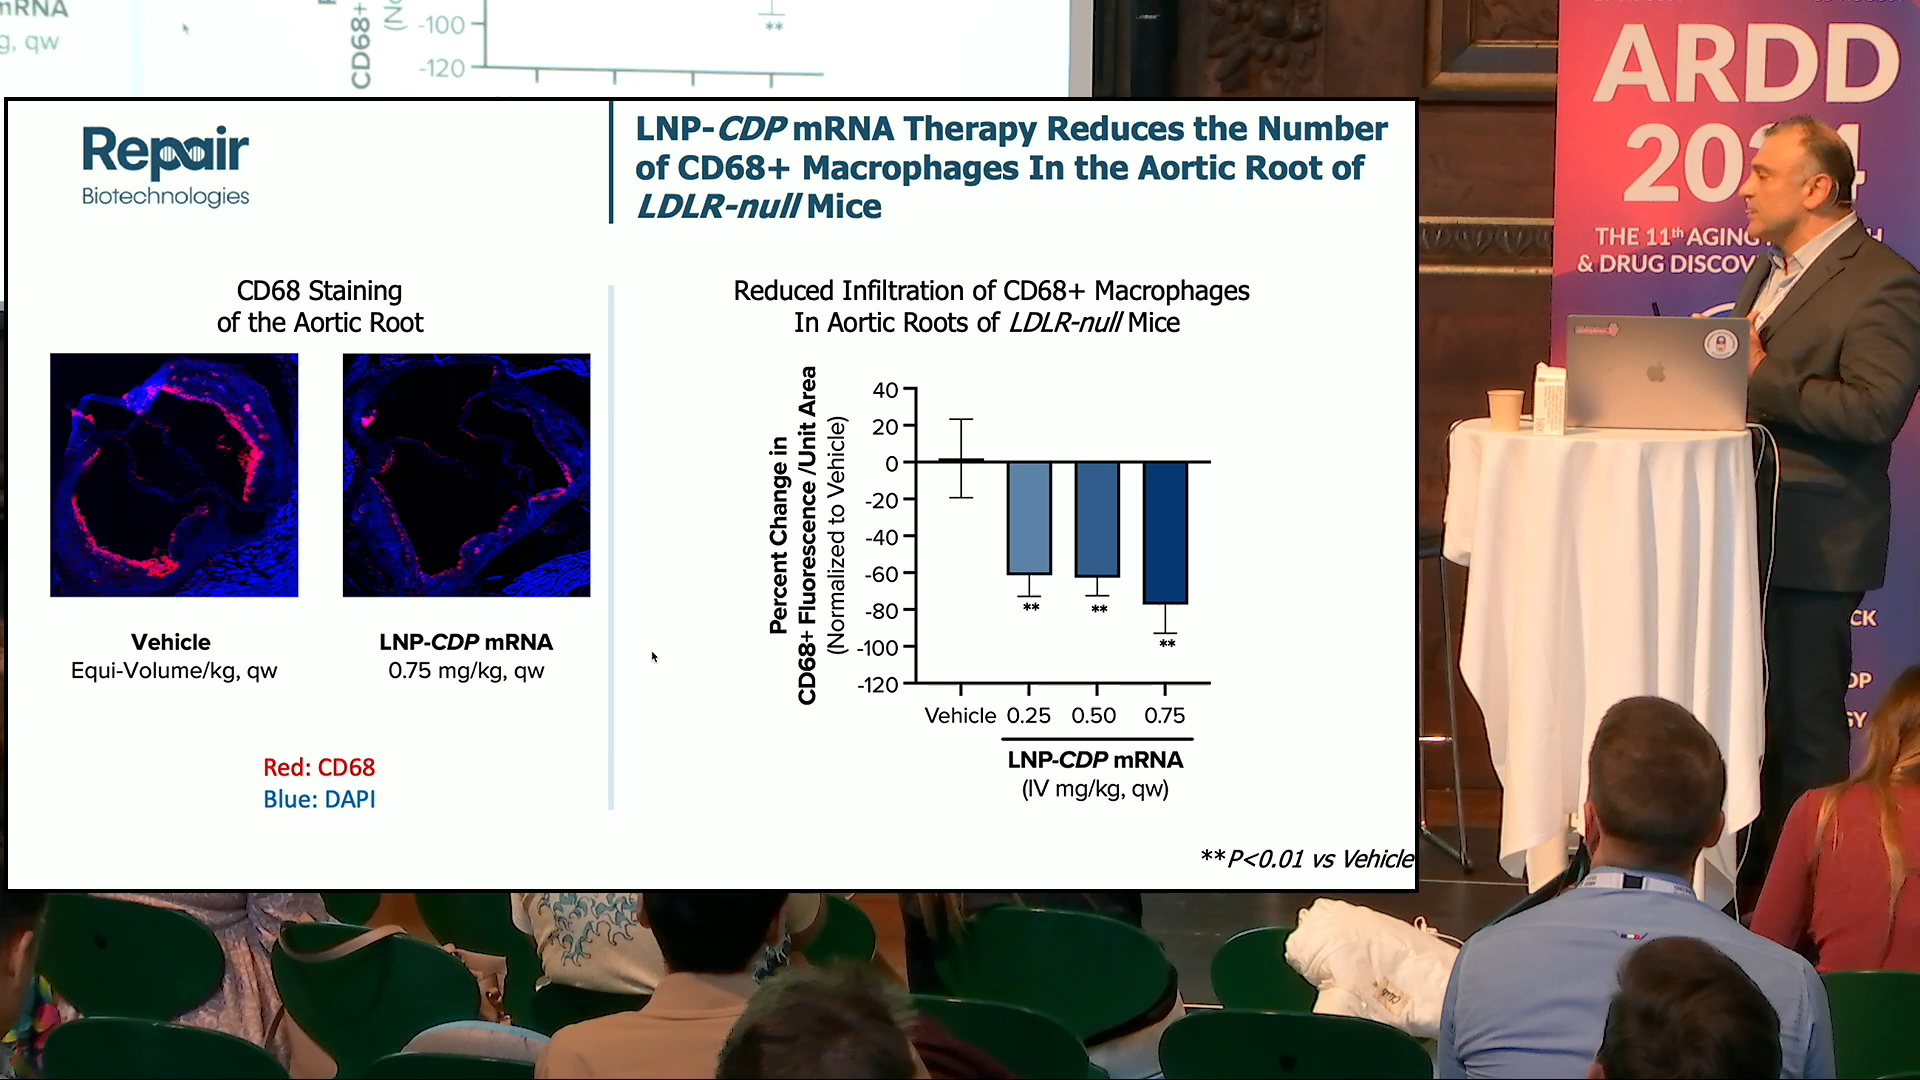 mRNA
g, qw
CD68+
-100
-120
**
Repair
Biotechnologies
LNP-CDP mRNA Therapy Reduces the Number
of CD68+ Macrophages In the Aortic Root of
LDLR-null Mice
CD68 Staining
of the Aortic Root
Vehicle
Equi-Volume/kg, qw
LNP-CDP mRNA
0.75 mg/kg, qw
Red: CD68
Blue: DAPI
Reduced Infiltration of CD68+ Macrophages
In Aortic Roots of LDLR-null Mice
Percent Change in
CD68+ Fluorescence /Unit Area
(Normalized to Vehicle)
40
20
0
-20
-40
-60
-80
-100
-120
**
**
**
Vehicle 0.25 0.50 0.75
LNP-CDP mRNA
(IV mg/kg, qw)
**P<0.01 vs Vehicle
ARDD
2024
THE 11th AGING
& DRUG DISCOV
CK
OP
GY